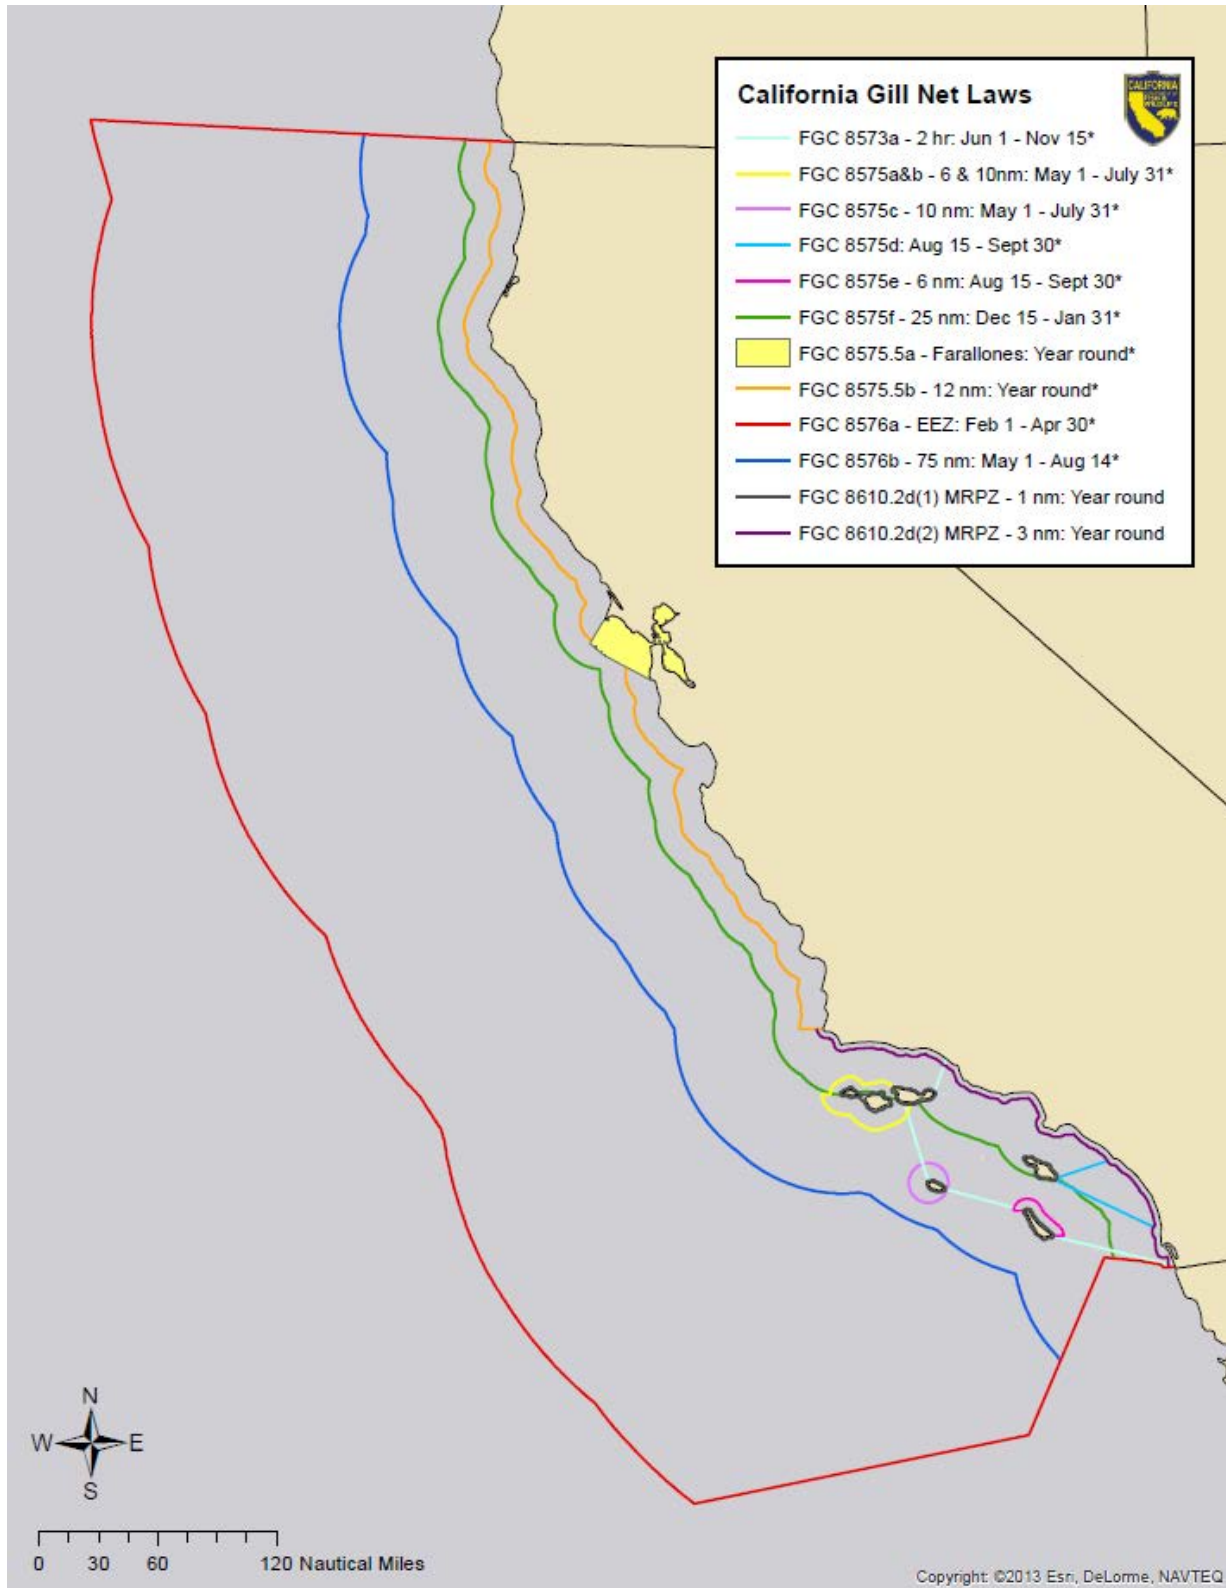 California Gill Net Laws
CALIFORNIA
FGC 8573a - 2 hr: Jun 1 - Nov 15*
FGC 8575a&b - 6 & 10nm: May 1 - July 31*
FGC 8575c - 10 nm: May 1 - July 31*
FGC 8575d: Aug 15 - Sept 30*
FGC 8575e - 6 nm: Aug 15 - Sept 30*
FGC 8575f - 25 nm: Dec 15 - Jan 31*
FGC 8575.5a - Farallones: Year round*
FGC 8575.5b - 12 nm: Year round*
FGC 8576a - EEZ: Feb 1 - Apr 30*
FGC 8576b - 75 nm: May 1 - Aug 14*
FGC 8610.2d(1) MRPZ - 1 nm: Year round
FGC 8610.2d(2) MRPZ - 3 nm: Year round
N
W E
S
0 30 60 120 Nautical Miles
Copyright: ©2013 Esri, DeLorme, NAVTEQ